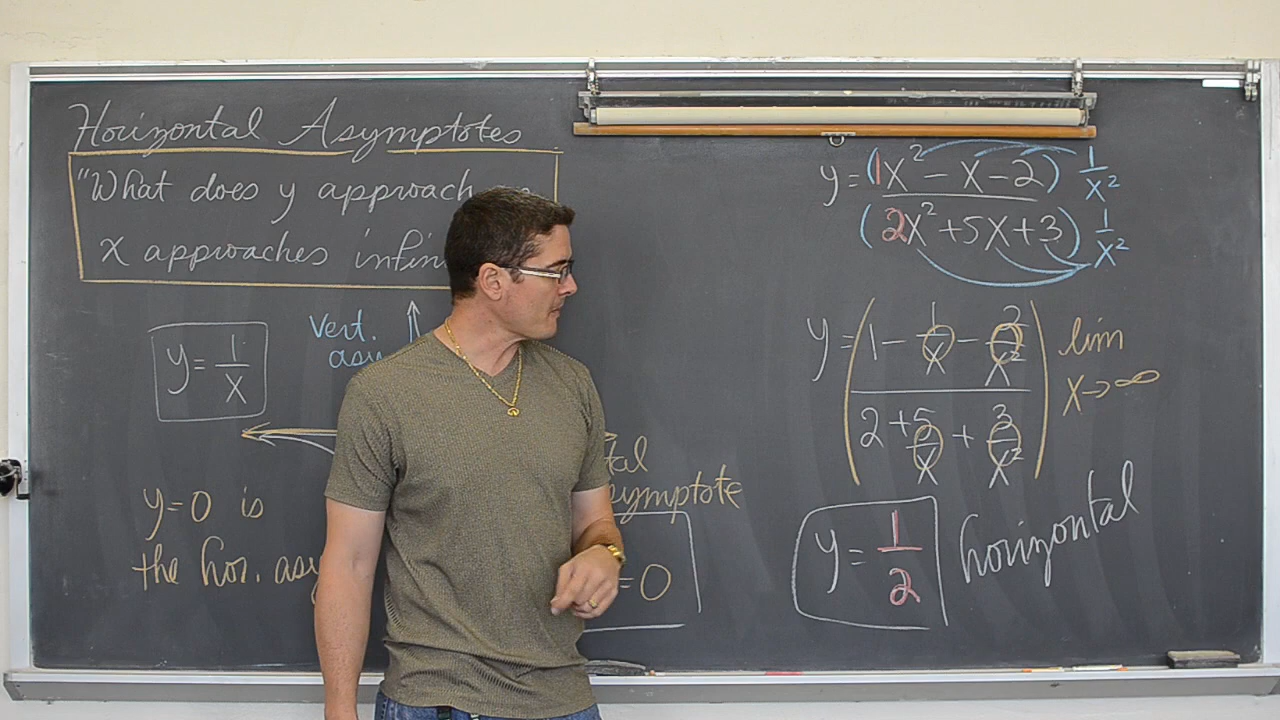 Horizontal Asymptotes
"What does y approach
x approaches infin
y = 1/x
Vert.
asy
tal
symptote
y=0 is
the hor. asy
=0
y = (1x² - x - 2) 1/x²
(2x² + 5x + 3) 1/x²
y = (1 - 1/x - 2/x²) lim
x→∞
2 + 5/x + 3/x²
y = 1/2 horizontal